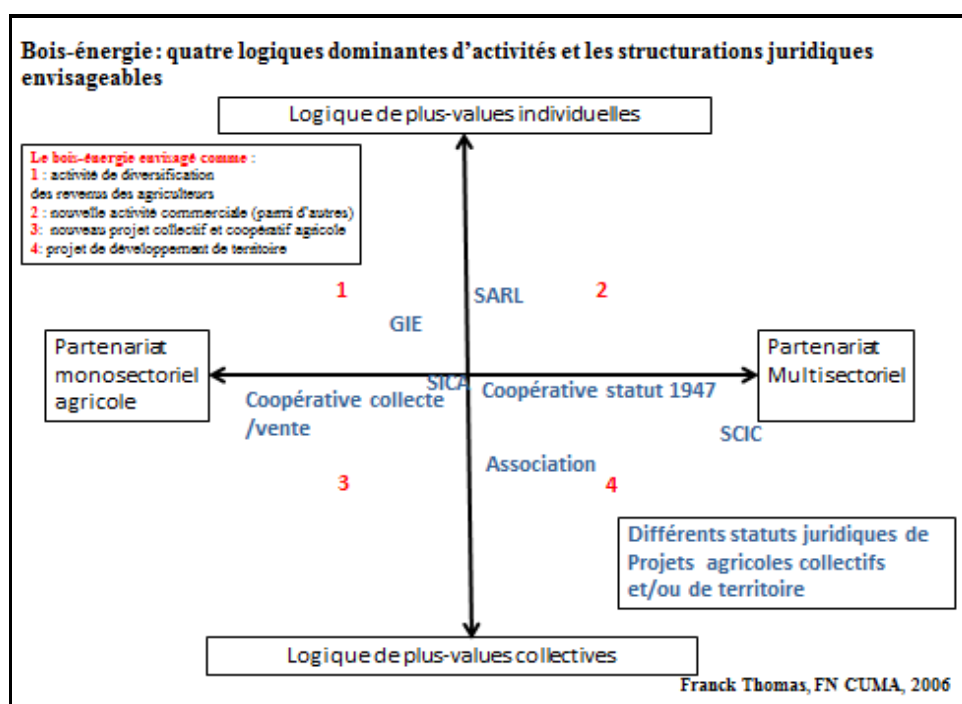 Bois-énergie : quatre logiques dominantes d'activités et les structurations juridiques
envisageables
Logique de plus-values individuelles
Le bois-énergie envisagé comme :
1 : activité de diversification
des revenus des agriculteurs
2 : nouvelle activité commerciale (parmi d'autres)
3: nouveau projet collectif et coopératif agricole
4: projet de développement de territoire
1
SARL
2
GIE
Partenariat
monosectoriel
agricole
Partenariat
Multisectoriel
SICA
Coopérative statut 1947
Coopérative collecte
/vente
SCIC
Association
3
4
Différents statuts juridiques de
Projets agricoles collectifs
et/ou de territoire
Logique de plus-values collectives
Franck Thomas, FN CUMA, 2006